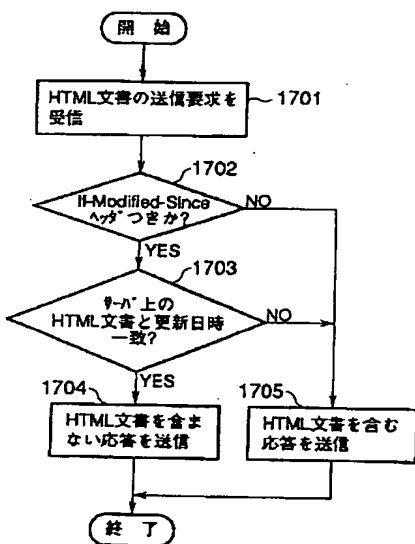 開 始
HTML文書の送信要求を
受信
1701
1702
If-Modified-Since
ヘッダつきか?
NO
YES
1703
サーバ上の
HTML文書と更新日時
一致?
NO
YES
1704
HTML文書を含ま
ない応答を送信
1705
HTML文書を含む
応答を送信
終 了